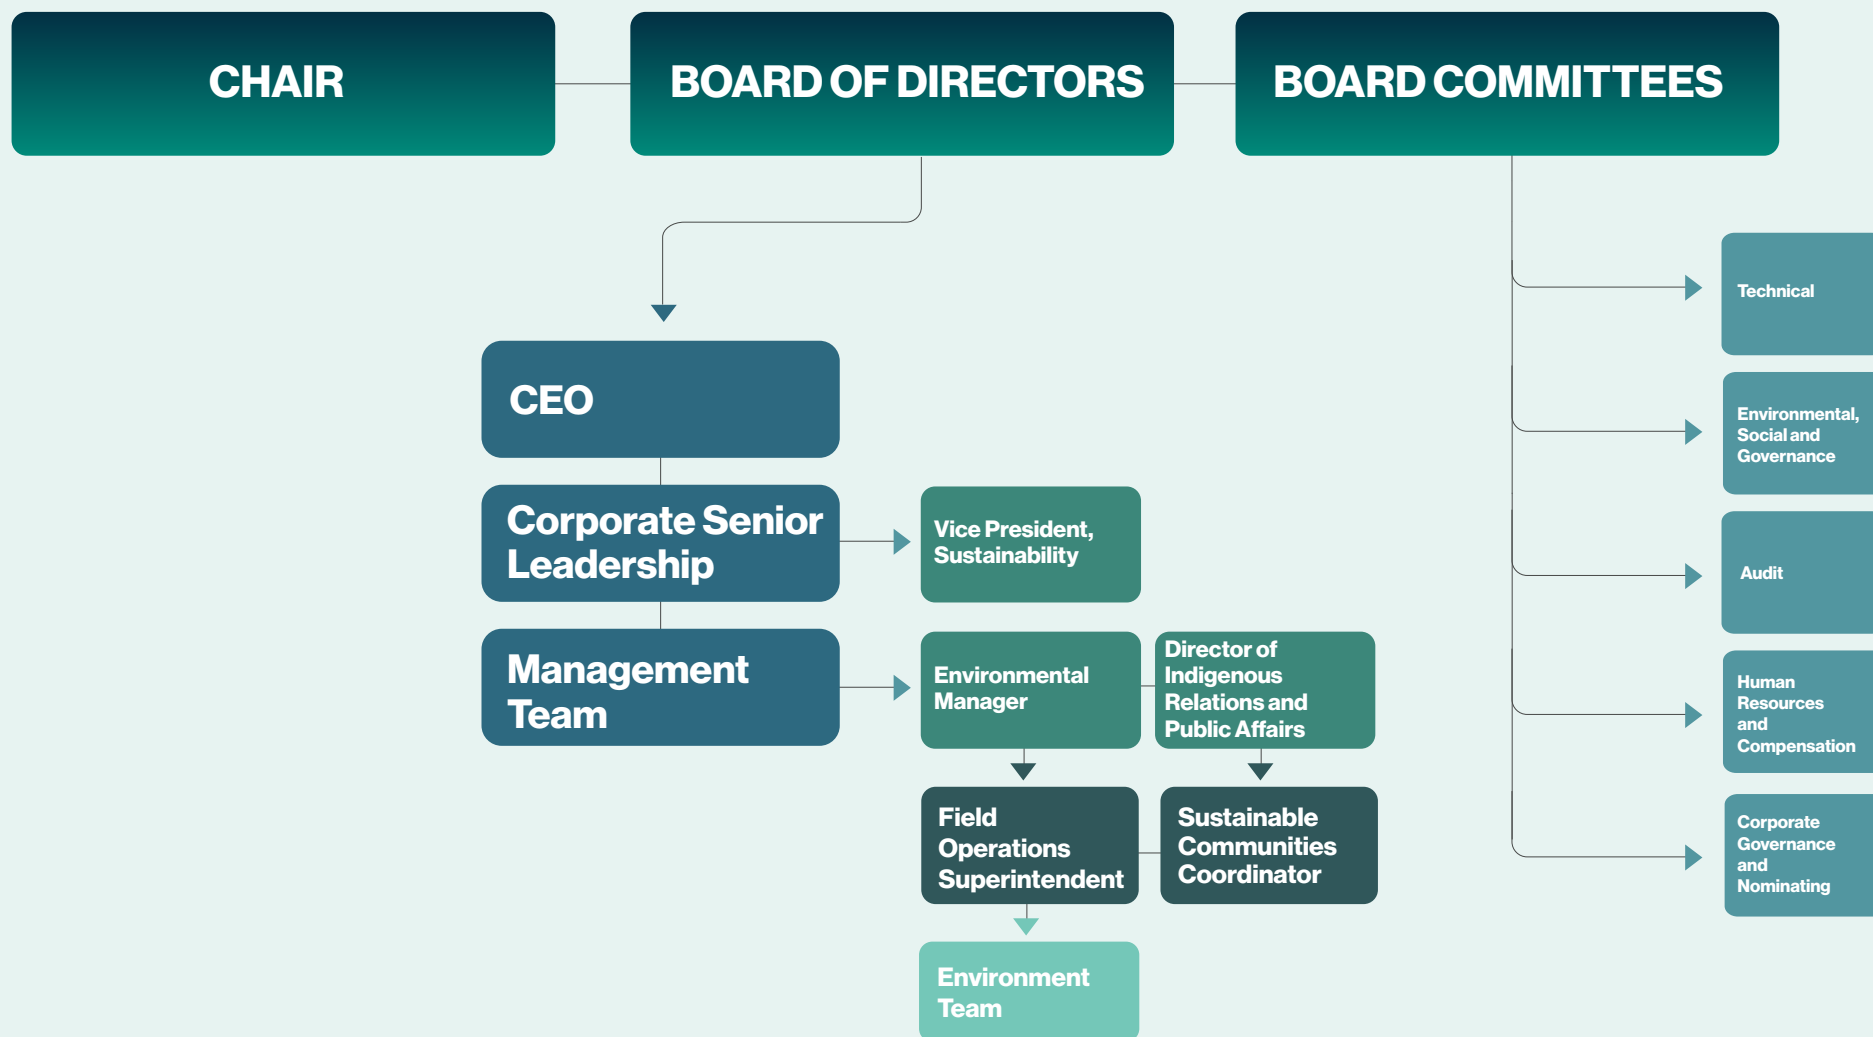 CHAIR
BOARD OF DIRECTORS
BOARD COMMITTEES
CEO
Corporate Senior
Leadership
Vice President,
Sustainability
Management
Team
Environmental
Manager
Director of
Indigenous
Relations and
Public Affairs
Field
Operations
Superintendent
Sustainable
Communities
Coordinator
Environment
Team
Technical
Environmental,
Social and
Governance
Audit
Human
Resources
and
Compensation
Corporate
Governance
and
Nominating